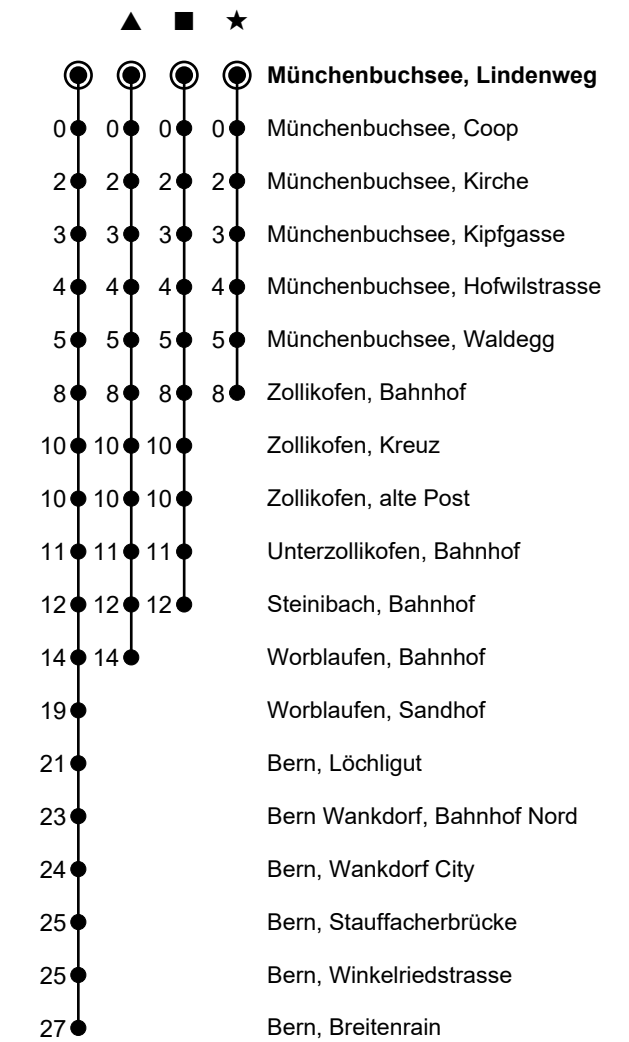 ▲ ■ ★
Münchenbuchsee, Lindenweg
0 0 0 0 Münchenbuchsee, Coop
2 2 2 2 Münchenbuchsee, Kirche
3 3 3 3 Münchenbuchsee, Kipfgasse
4 4 4 4 Münchenbuchsee, Hofwilstrasse
5 5 5 5 Münchenbuchsee, Waldegg
8 8 8 8 Zollikofen, Bahnhof
10 10 10 Zollikofen, Kreuz
10 10 10 Zollikofen, alte Post
11 11 11 Unterzollikofen, Bahnhof
12 12 12 Steinibach, Bahnhof
14 14 Worblaufen, Bahnhof
19 Worblaufen, Sandhof
21 Bern, Löchligut
23 Bern Wankdorf, Bahnhof Nord
24 Bern, Wankdorf City
25 Bern, Stauffacherbrücke
25 Bern, Winkelriedstrasse
27 Bern, Breitenrain